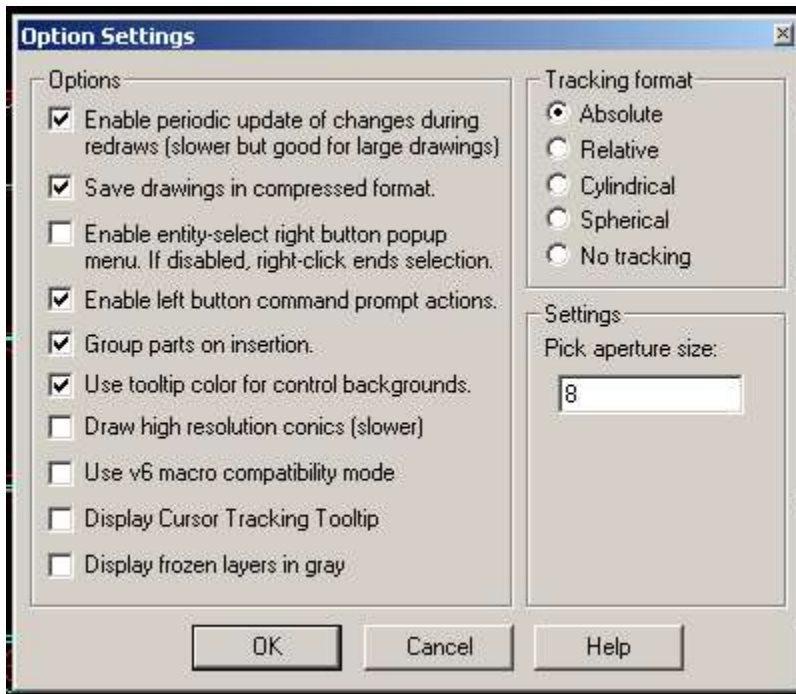 Option Settings
Options
Enable periodic update of changes during
redraws (slower but good for large drawings)
Save drawings in compressed format.
Enable entity-select right button popup
menu. If disabled, right-click ends selection.
Enable left button command prompt actions.
Group parts on insertion.
Use tooltip color for control backgrounds.
Draw high resolution conics (slower)
Use v6 macro compatibility mode
Display Cursor Tracking Tooltip
Display frozen layers in gray
Tracking format
Absolute
Relative
Cylindrical
Spherical
No tracking
Settings
Pick aperture size:
8
OK
Cancel
Help